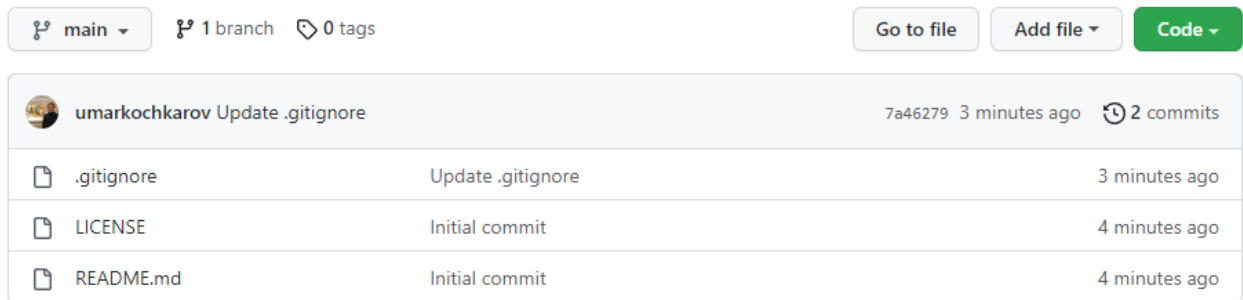 main 1 branch 0 tags Go to file Add file Code
umarkochkarov Update .gitignore 7a46279 3 minutes ago 2 commits
.gitignore Update .gitignore 3 minutes ago
LICENSE Initial commit 4 minutes ago
README.md Initial commit 4 minutes ago